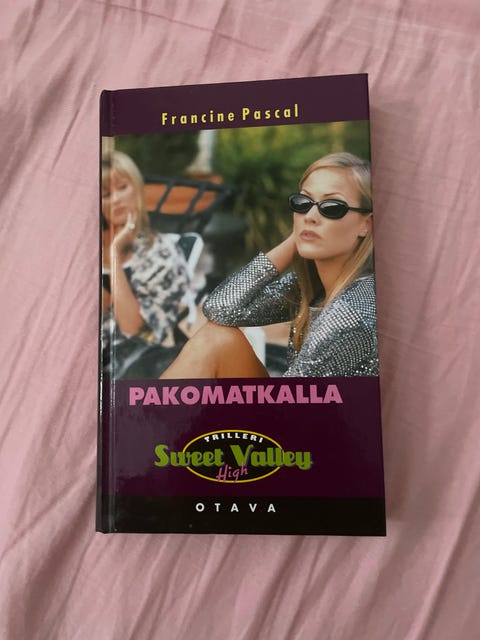 Francine Pascal
PAKOMATKALLA
TRILLERI
Sweet Valley
High
OTAVA